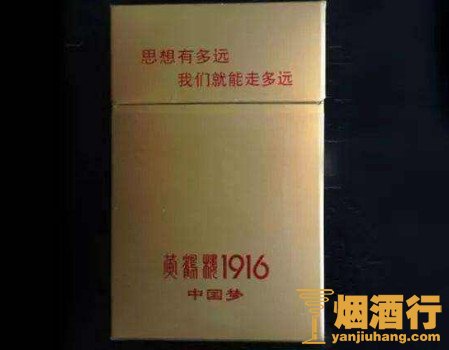 思想有多远
我们就能走多远
黄鹤楼1916
中国梦
烟酒行
yanjiuhang.com